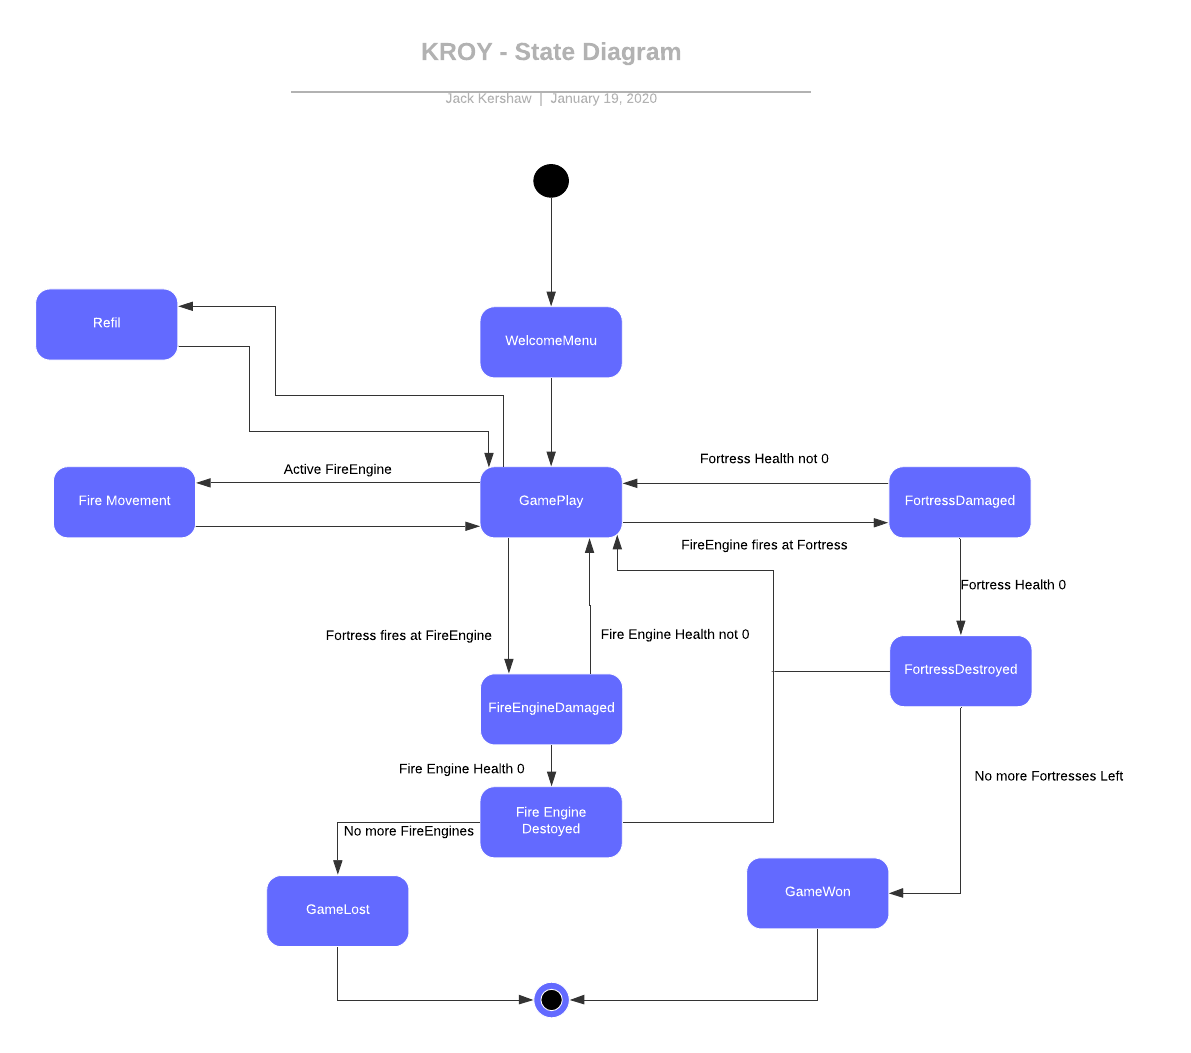 KROY - State Diagram
Jack Kershaw | January 19, 2020
Refil
WelcomeMenu
Active FireEngine
Fortress Health not 0
Fire Movement
GamePlay
FortressDamaged
FireEngine fires at Fortress
Fortress Health 0
Fortress fires at FireEngine
Fire Engine Health not 0
FortressDestroyed
FireEngineDamaged
Fire Engine Health 0
No more Fortresses Left
Fire Engine
Destoyed
No more FireEngines
GameWon
GameLost